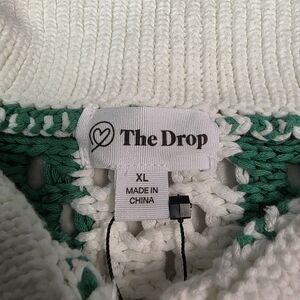 The Drop
XL
MADE IN
CHINA